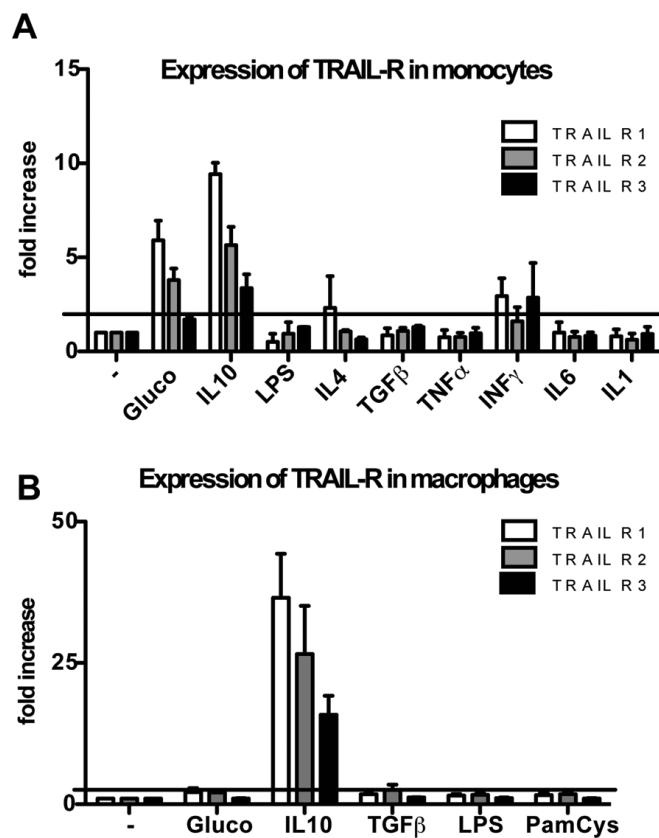 A
Expression of TRAIL-R in monocytes
15
10
5
0
fold increase
TRAIL R1
TRAIL R2
TRAIL R3
- Gluco IL10 LPS IL4 TGFβ TNFα INFγ IL6 IL1
B
Expression of TRAIL-R in macrophages
50
25
0
fold increase
TRAIL R1
TRAIL R2
TRAIL R3
- Gluco IL10 TGFβ LPS PamCys